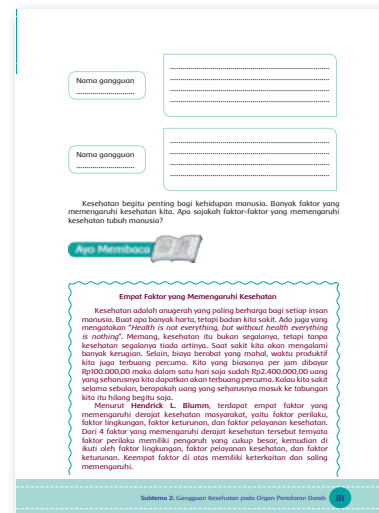 Nama gangguan
Nama gangguan
Kesehatan begitu penting bagi kehidupan manusia. Banyak faktor yang
memengaruhi kesehatan kita. Apa sajakah faktor-faktor yang memengaruhi
kesehatan tubuh manusia?
Ayo Membaca
Empat Faktor yang Memengaruhi Kesehatan
Kesehatan adalah anugerah yang paling berharga bagi setiap insan
manusia. Buat apa banyak harta, tetapi badan kita sakit. Ada juga yang
mengatakan "Health is not everything, but without health everything
is nothing". Memang, kesehatan itu bukan segalanya, tetapi tanpa
kesehatan segalanya tiada artinya. Saat sakit kita akan mengalami
banyak kerugian. Selain, biaya berobat yang mahal, waktu produktif
kita juga terbuang percuma. Kita yang biasanya per jam dibayar
Rp100.000,00 maka dalam satu hari saja sudah Rp2.400.000,00 uang
yang seharusnya kita dapatkan akan terbuang percuma. Kalau kita sakit
selama sebulan, berapakah uang yang seharusnya masuk ke tabungan
kita itu hilang begitu saja.
Menurut Hendrick L. Blumm, terdapat empat faktor yang
memengaruhi derajat kesehatan masyarakat, yaitu faktor perilaku,
faktor lingkungan, faktor keturunan, dan faktor pelayanan kesehatan.
Dari 4 faktor yang memengaruhi derajat kesehatan tersebut ternyata
faktor perilaku memiliki pengaruh yang cukup besar, kemudian di
ikuti oleh faktor lingkungan, faktor pelayanan kesehatan, dan faktor
keturunan. Keempat faktor di atas memiliki keterkaitan dan saling
memengaruhi.
Subtema 2: Gangguan Kesehatan pada Organ Peredaran Darah 81